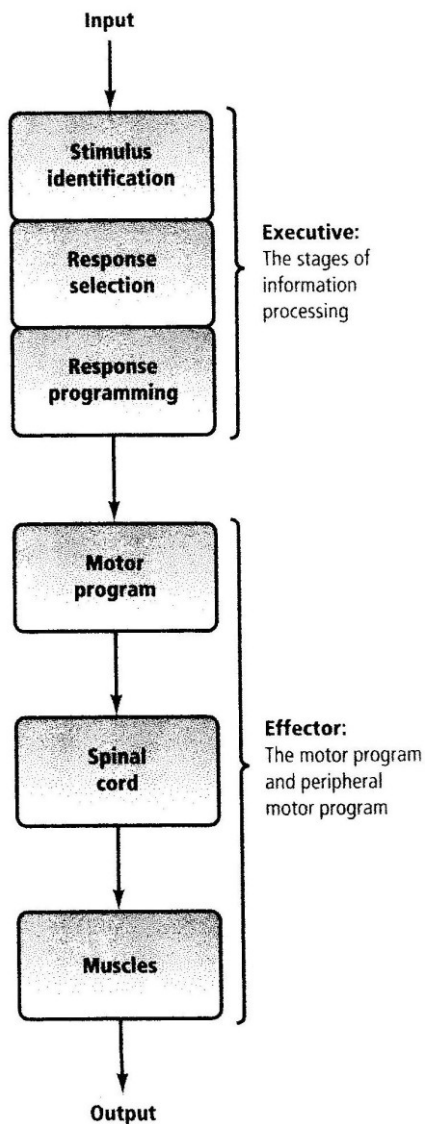 Input
Stimulus
identification
Response
selection
Response
programming
Executive:
The stages of
information
processing
Motor
program
Spinal
cord
Effector:
The motor program
and peripheral
motor program
Muscles
Output